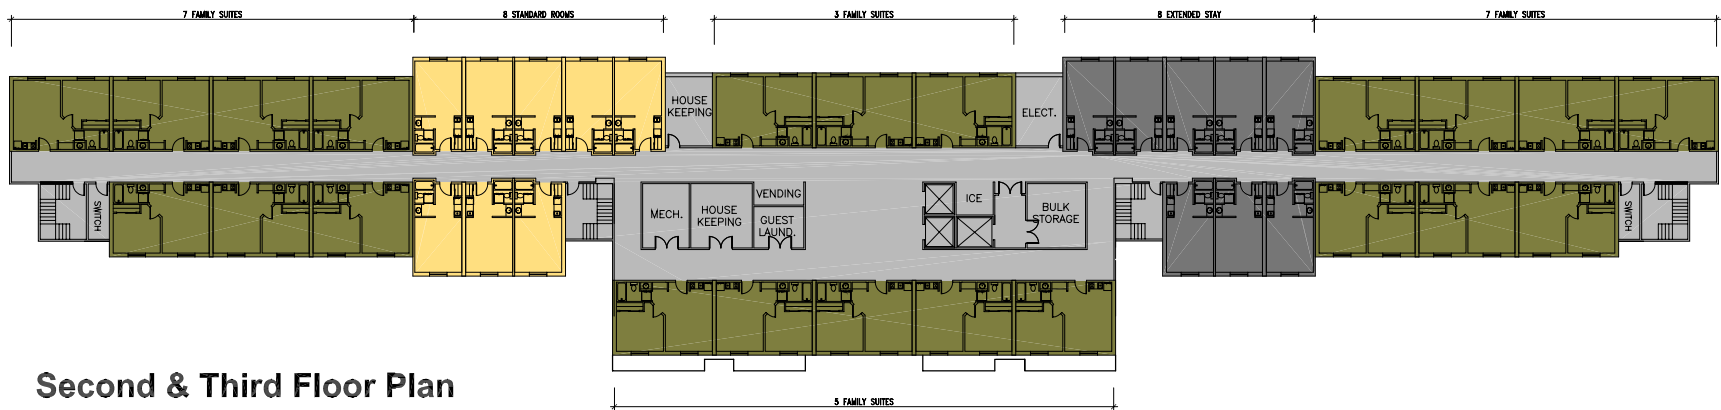 7 FAMILY SUITES
8 STANDARD ROOMS
3 FAMILY SUITES
8 EXTENDED STAY
7 FAMILY SUITES
HOUSE
KEEPING
ELECT.
SWITCH
MECH.
HOUSE
KEEPING
VENDING
GUEST
LAUND.
ICE
BULK
STORAGE
SWITCH
Second & Third Floor Plan
5 FAMILY SUITES